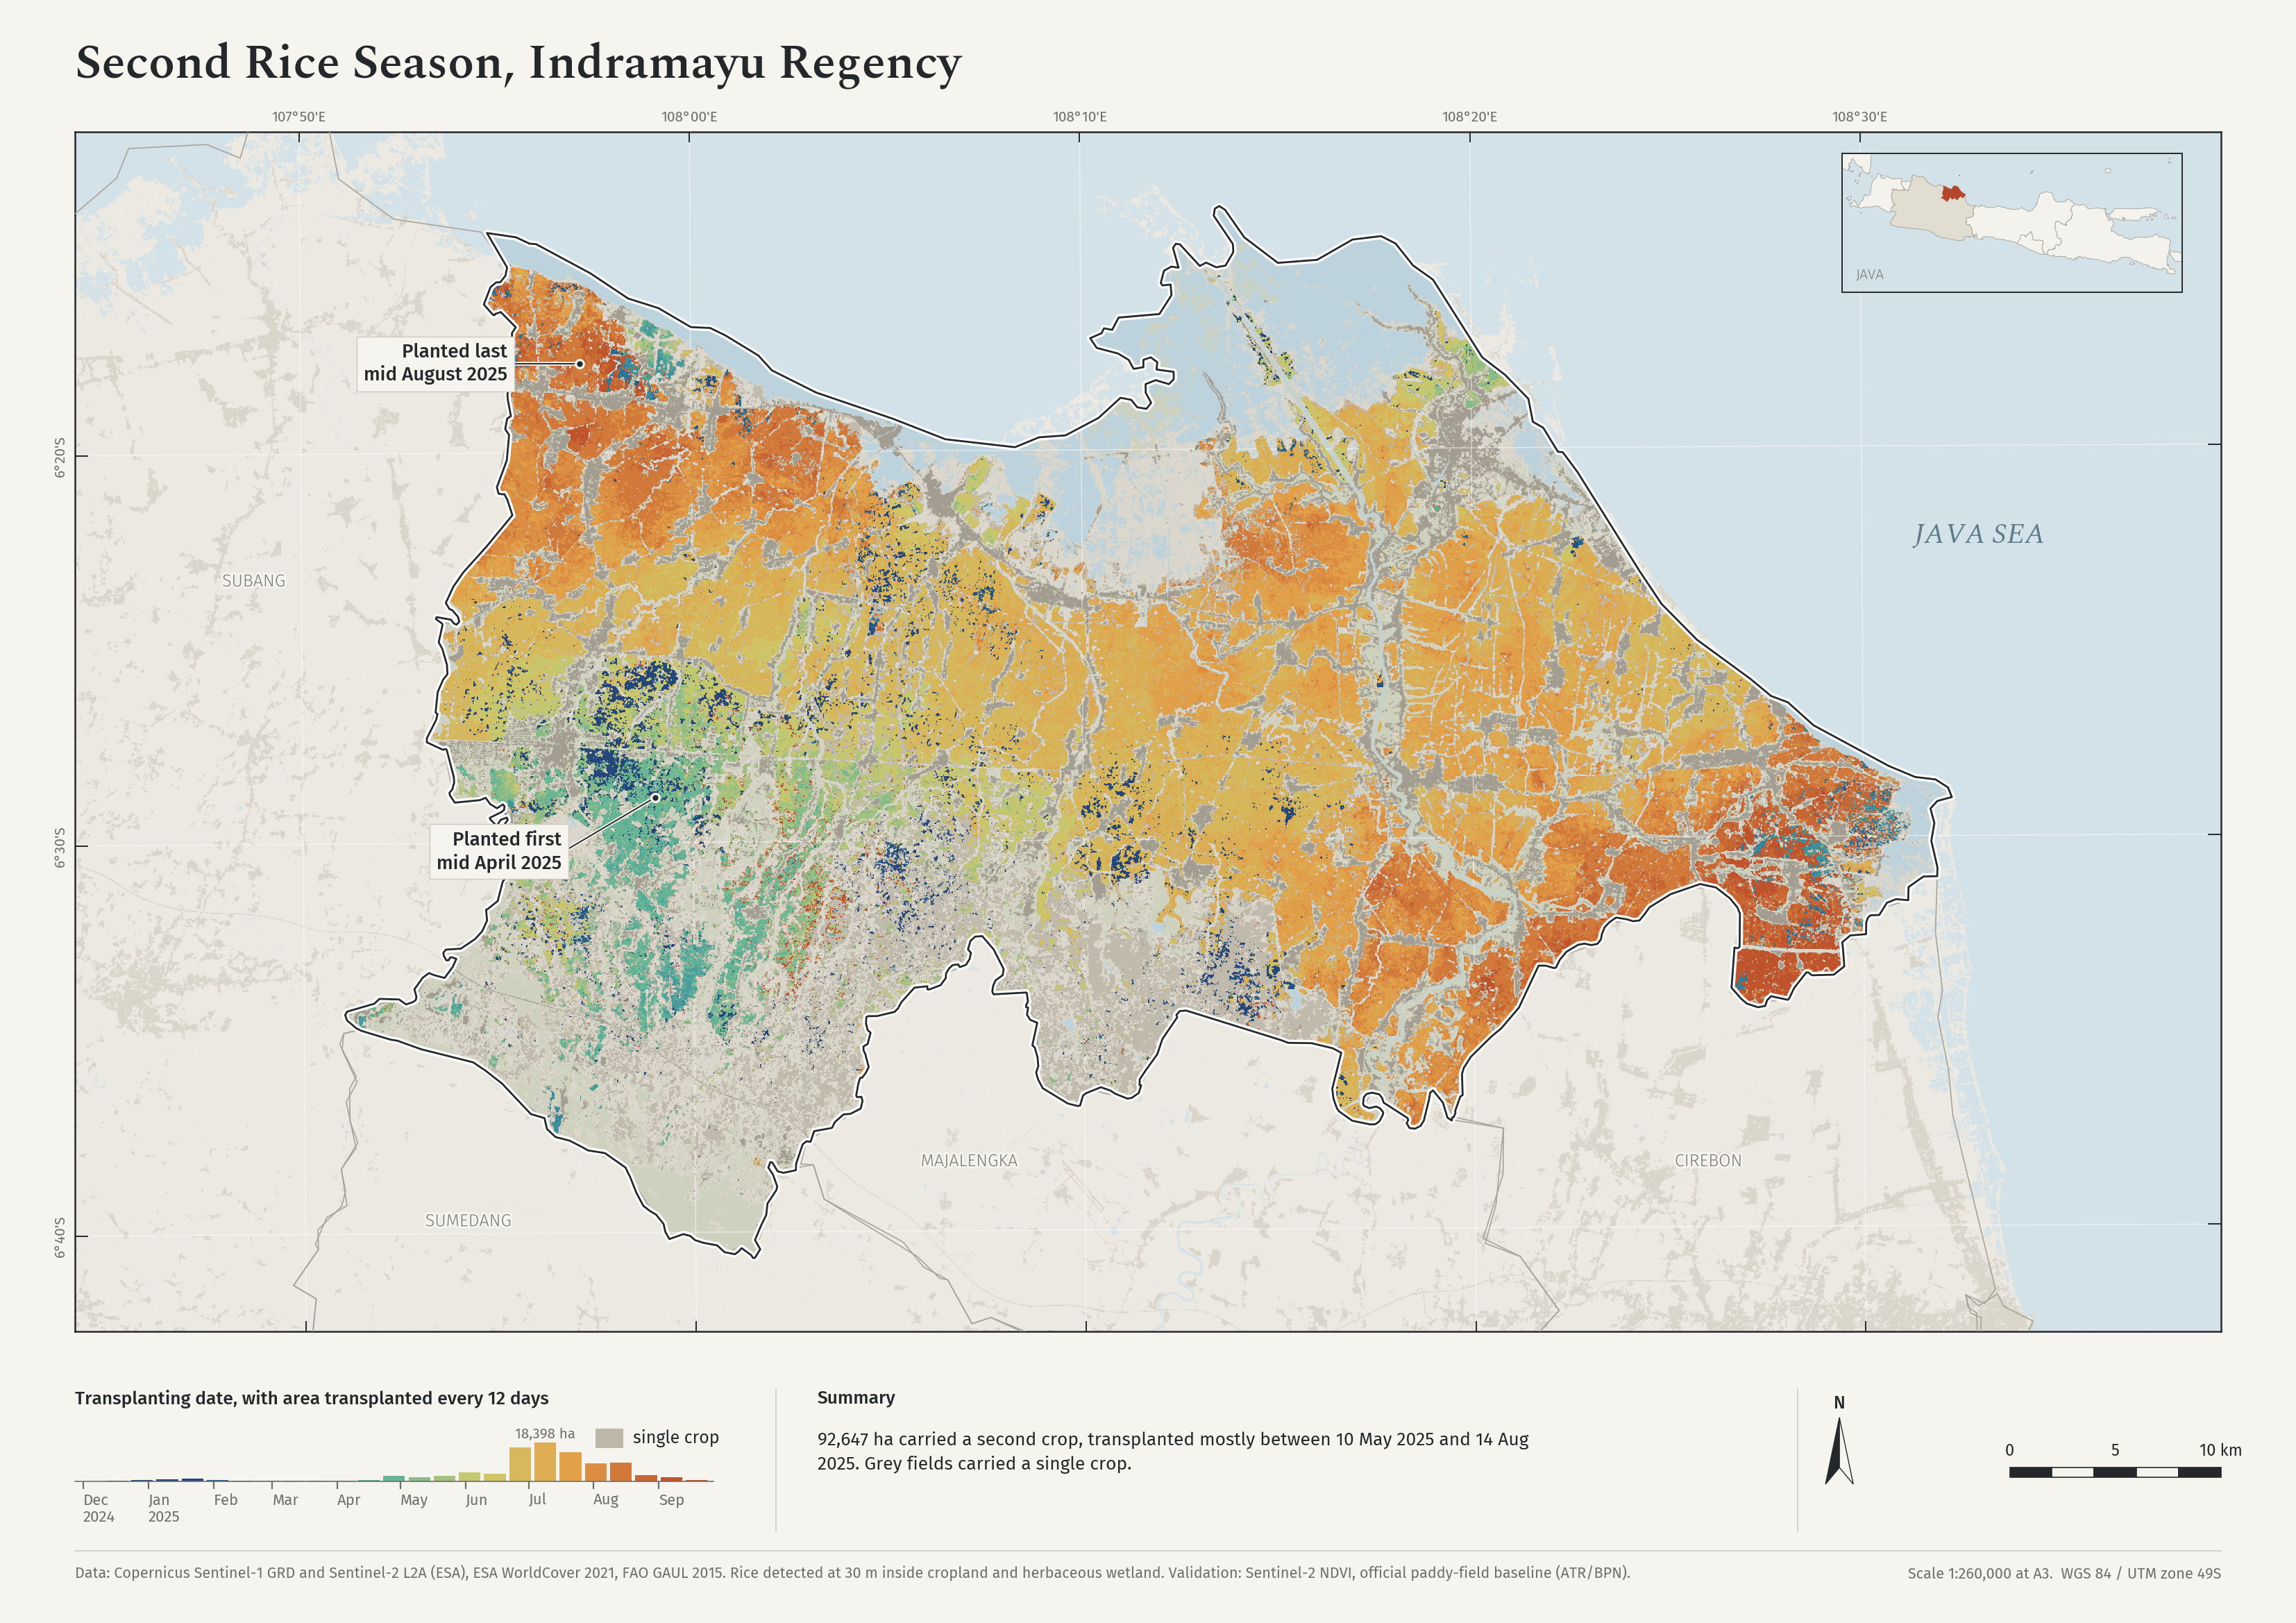 Second Rice Season, Indramayu Regency
107°50'E 108°00'E 108°10'E 108°20'E 108°30'E
JAVA
Planted last
mid August 2025
6°20'S
JAVA SEA
SUBANG
Planted first
mid April 2025
6°30'S
MAJALENGKA
CIREBON
SUMEDANG
6°40'S
Transplanting date, with area transplanted every 12 days
18,398 ha
single crop
Dec Jan Feb Mar Apr May Jun Jul Aug Sep
2024 2025
Summary
92,647 ha carried a second crop, transplanted mostly between 10 May 2025 and 14 Aug
2025. Grey fields carried a single crop.
N
0 5 10 km
Data: Copernicus Sentinel-1 GRD and Sentinel-2 L2A (ESA), ESA WorldCover 2021, FAO GAUL 2015. Rice detected at 30 m inside cropland and herbaceous wetland. Validation: Sentinel-2 NDVI, official paddy-field baseline (ATR/BPN).
Scale 1:260,000 at A3. WGS 84 / UTM zone 49S